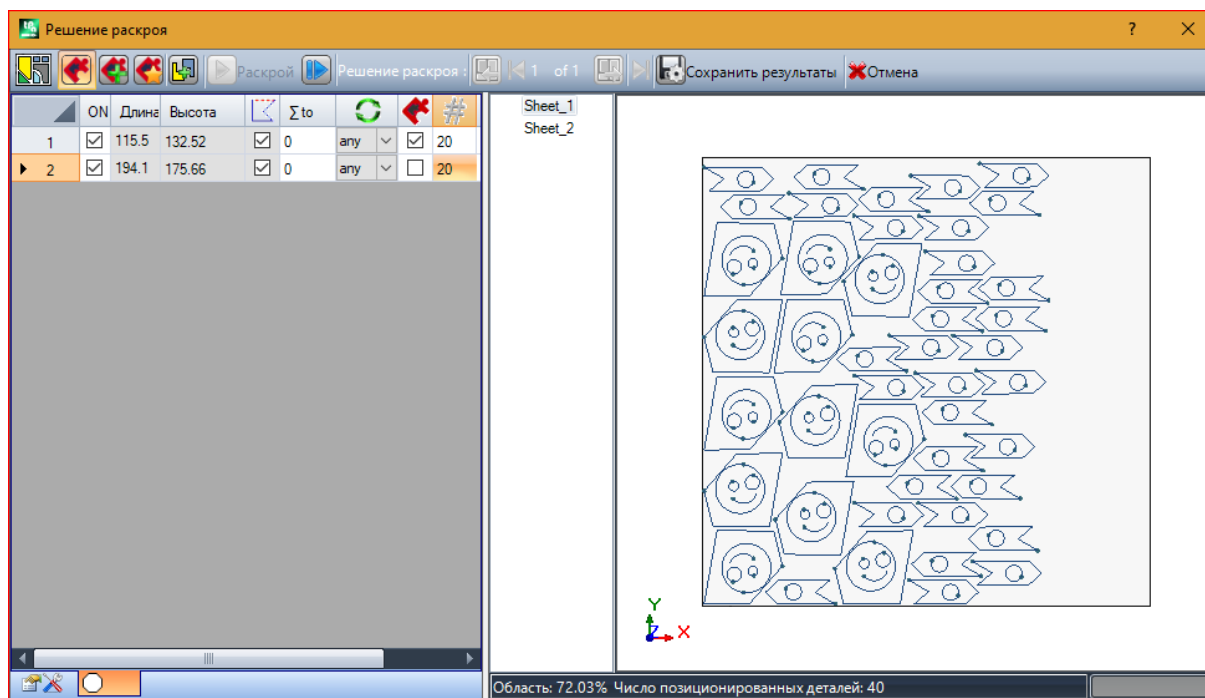 Решение раскроя ? ×
Раскрой Решение раскроя : 1 of 1 Сохранить результаты Отмена
ON Длина Высота Σ to #
1 115.5 132.52 0 any 20
2 194.1 175.66 0 any 20
Sheet_1
Sheet_2
Y
Z X
Область: 72.03% Число позиционированных деталей: 40